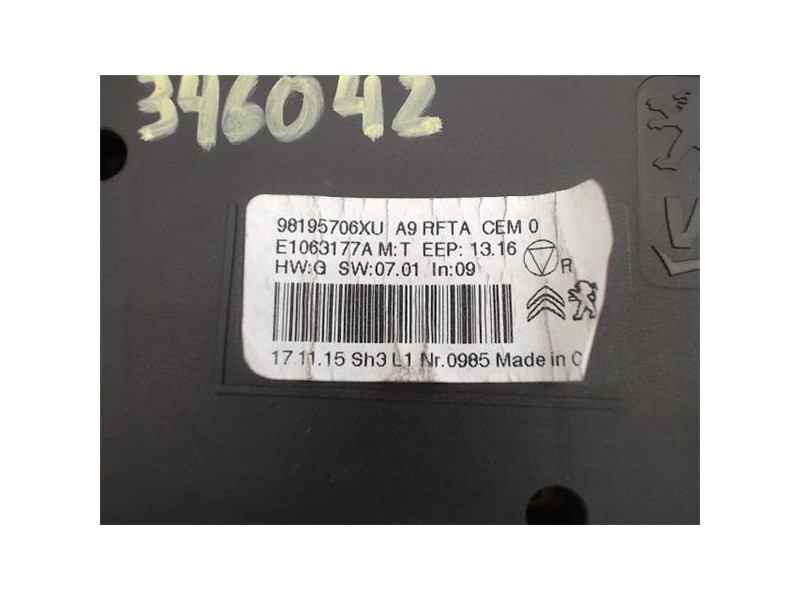 346042
98195706XU A9 RFTA CEM 0
E1063177A M:T EEP: 13.16
HW:G SW:07.01 In:09
R
17.11.15 Sh3 L1 Nr.0985 Made in C